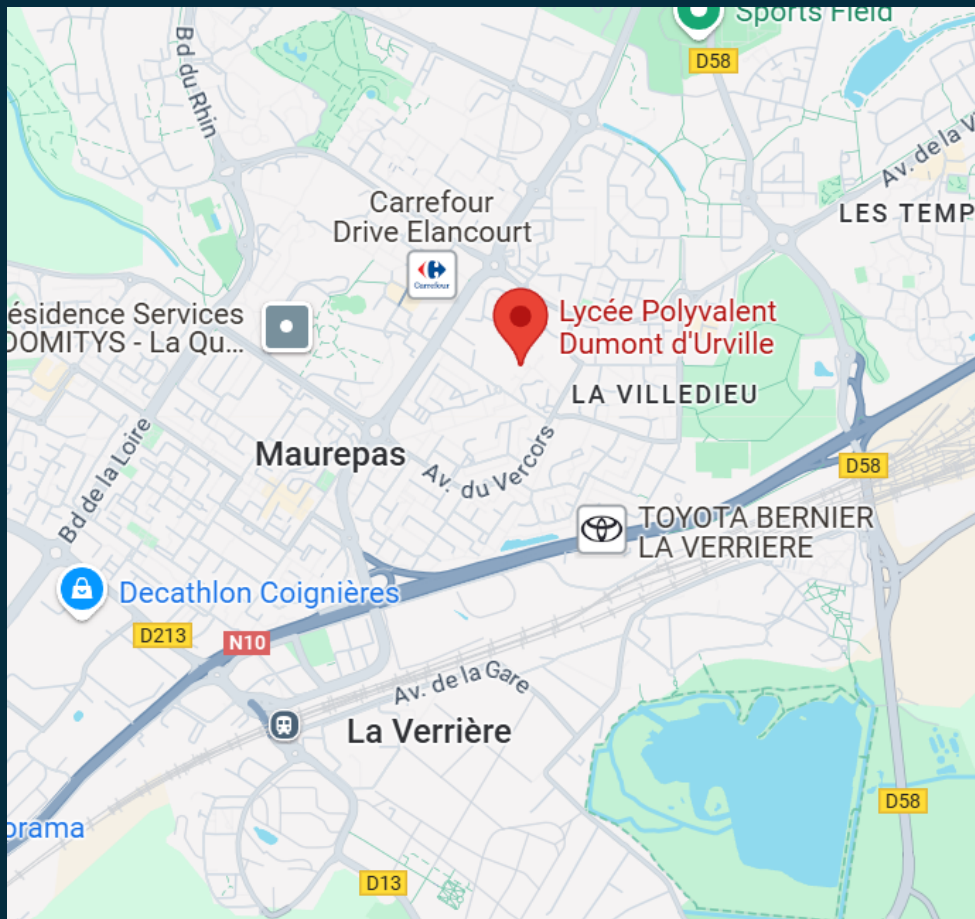 Sports Field
D58
Bd du Rhin
Av. de la V
LES TEMP
Carrefour
Drive Elancourt
Carrefour
ésidence Services
DOMITYS - La Qu...
Lycée Polyvalent
Dumont d'Urville
LA VILLEDIEU
Maurepas
Av. du Vercors
Bd de la Loire
D58
TOYOTA BERNIER
LA VERRIERE
Decathlon Coignières
D213
N10
Av. de la Gare
La Verrière
D58
orama
D13